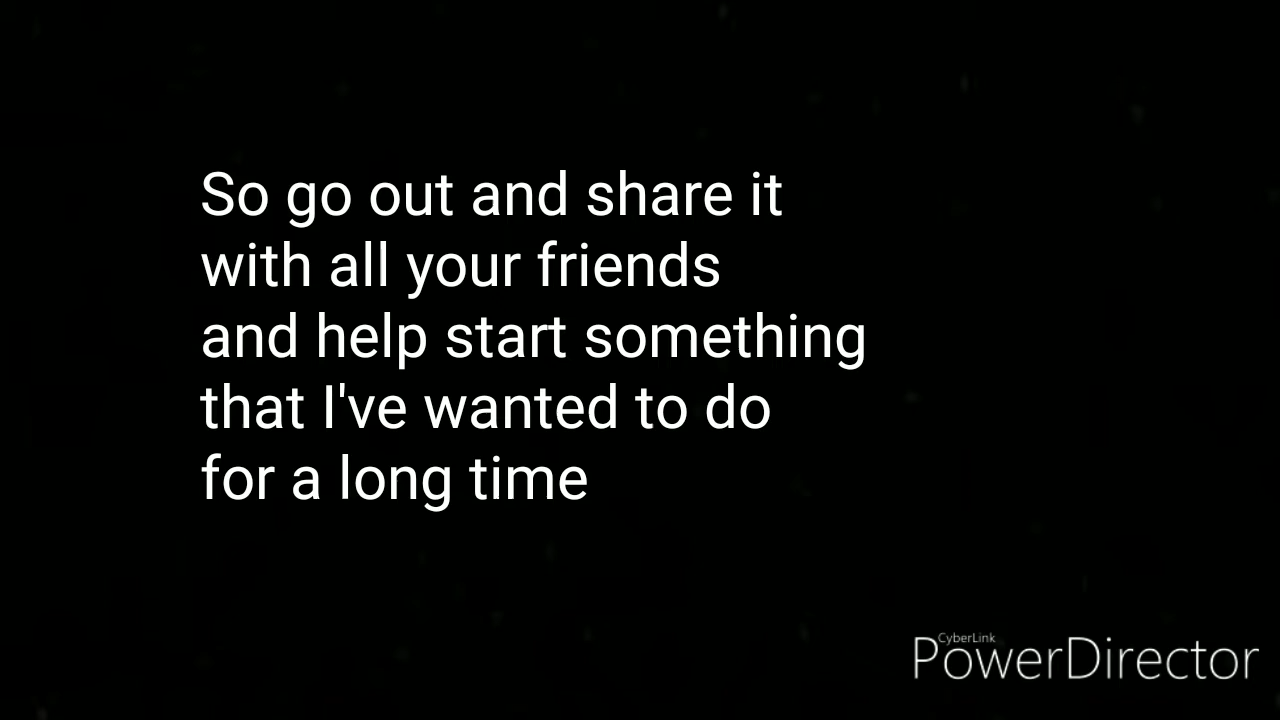 So go out and share it
with all your friends
and help start something
that I've wanted to do
for a long time
CyberLink
PowerDirector